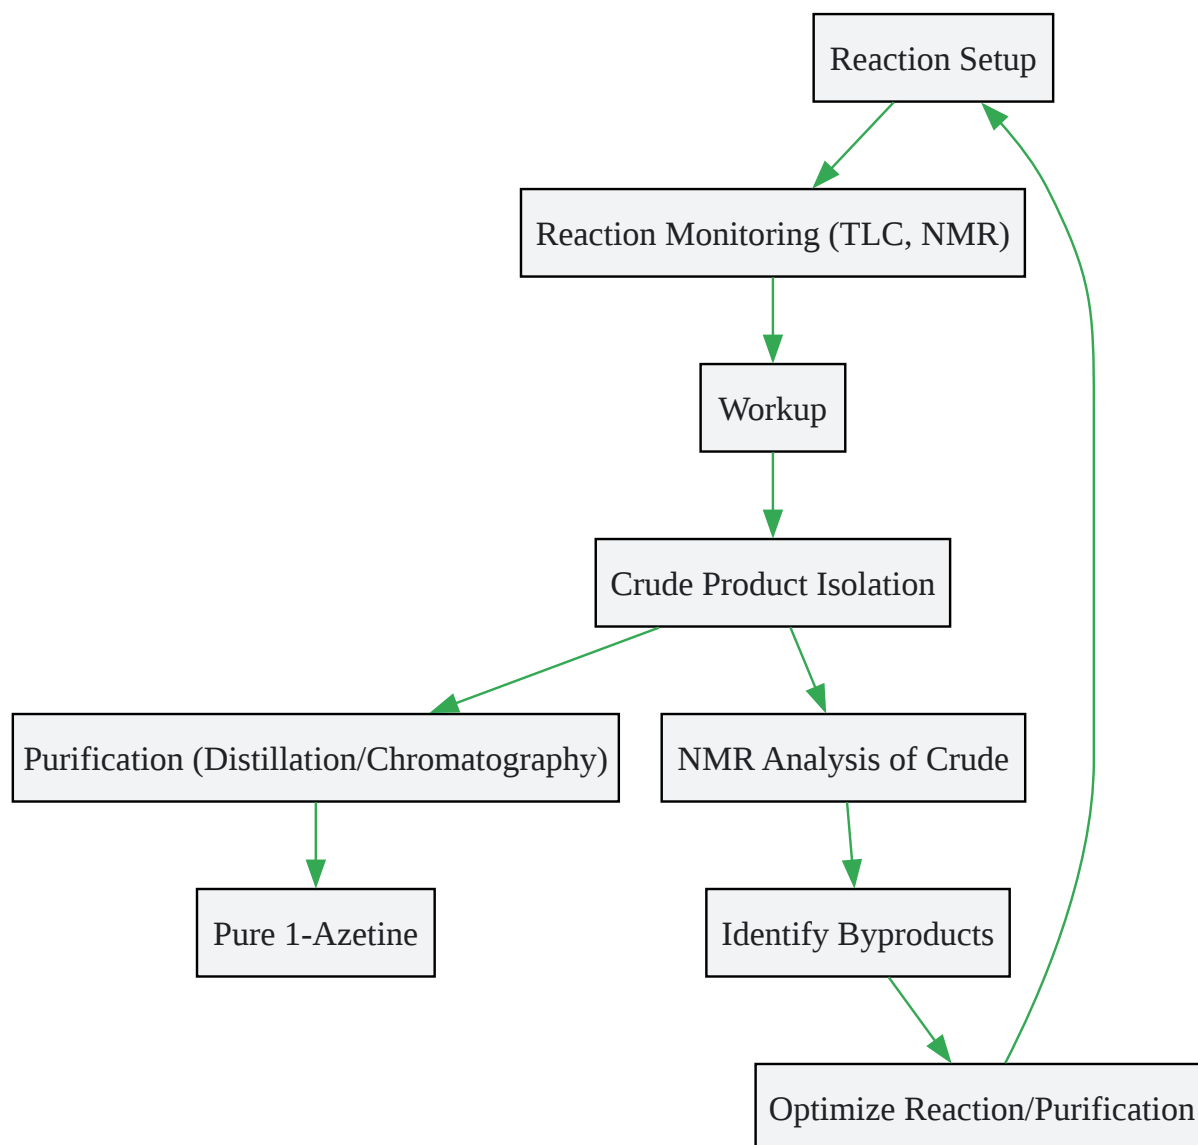 Reaction Setup
Reaction Monitoring (TLC, NMR)
Workup
Crude Product Isolation
Purification (Distillation/Chromatography)
NMR Analysis of Crude
Pure 1-Azetine
Identify Byproducts
Optimize Reaction/Purification